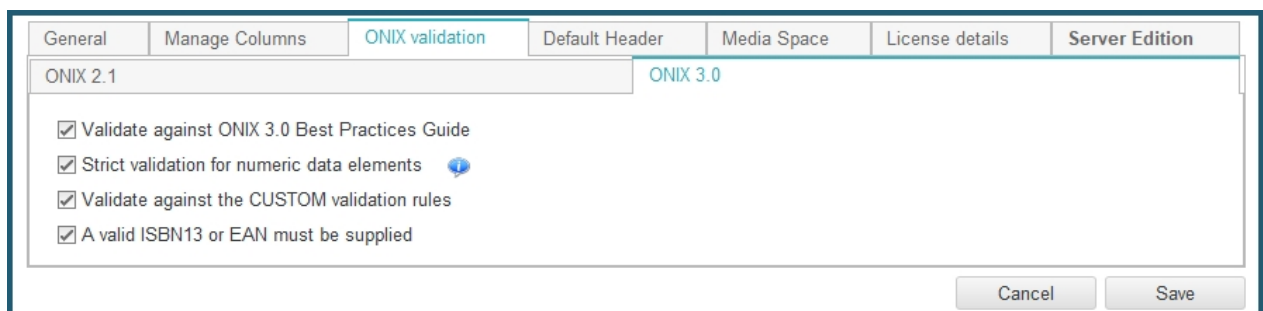 General Manage Columns ONIX validation Default Header Media Space License details Server Edition
ONIX 2.1 ONIX 3.0
Validate against ONIX 3.0 Best Practices Guide
Strict validation for numeric data elements
Validate against the CUSTOM validation rules
A valid ISBN13 or EAN must be supplied
Cancel Save